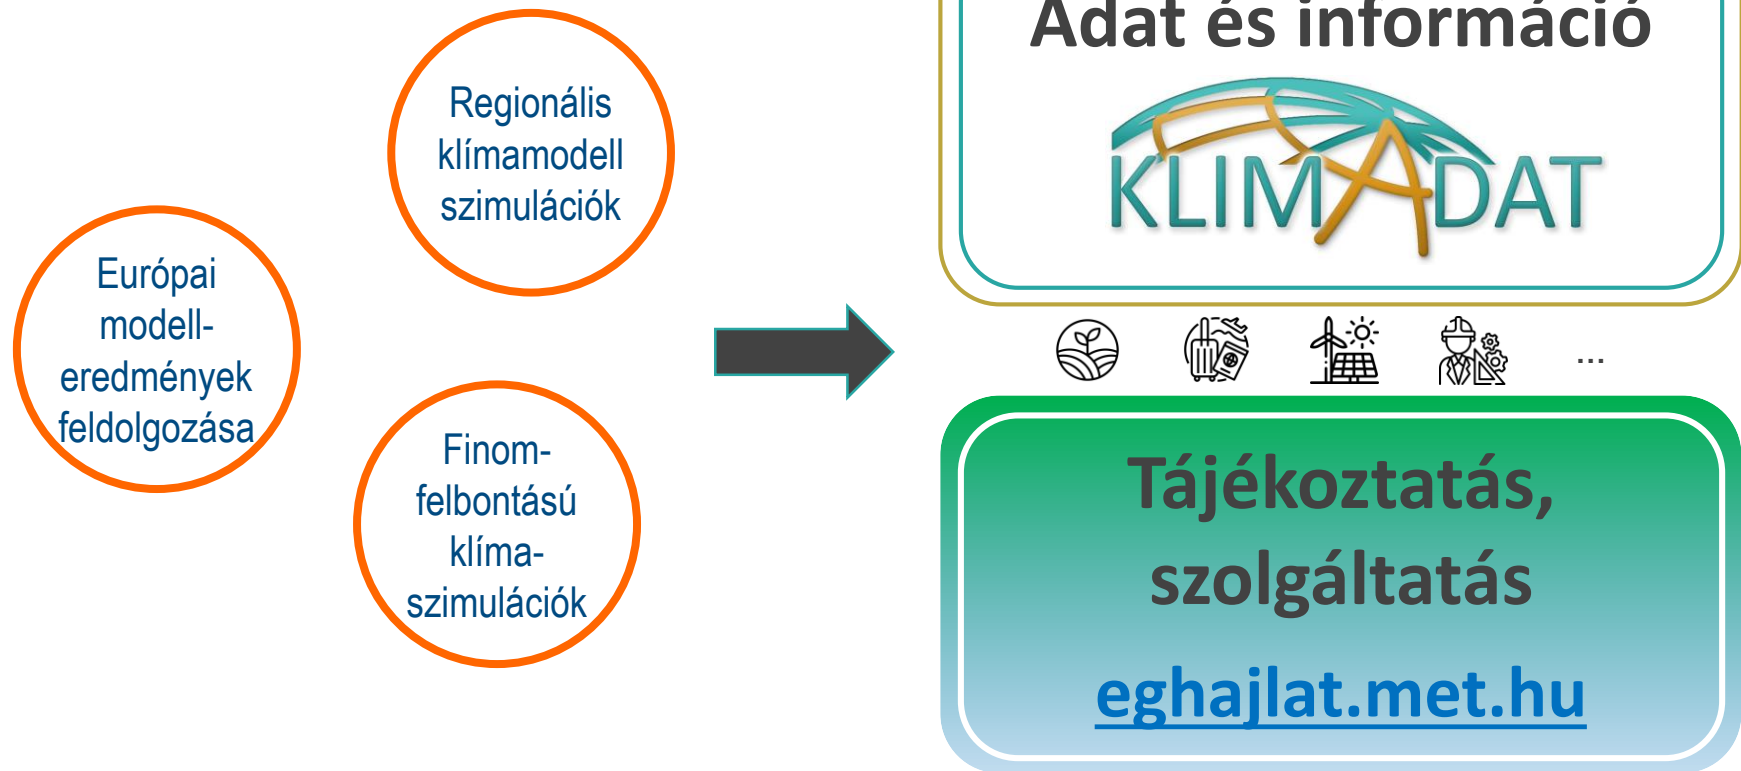 Európai
modell-
eredmények
feldolgozása
Regionális
klímamodell
szimulációk
Finom-
felbontású
klíma-
szimulációk
Adat és információ
KLIMADAT
...
Tájékoztatás,
szolgáltatás
eghajlat.met.hu